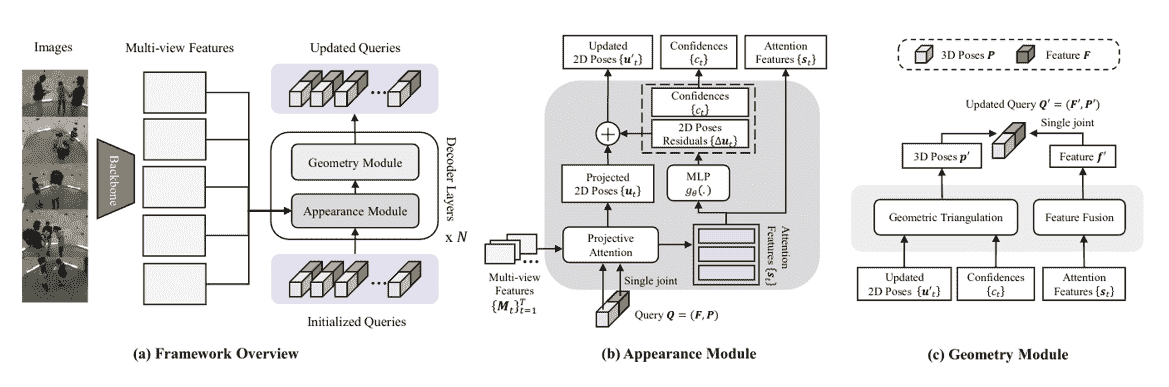 Images
Multi-view Features
Updated Queries
Backbone
Geometry Module
Appearance Module
Decoder Layers
x N
Initialized Queries
(a) Framework Overview
Updated
2D Poses {u′t}
Confidences
{ct}
Attention
Features {st}
Confidences
{ct}
2D Poses
Residuals {Δut}
Projected
2D Poses {ut}
MLP
gθ(.)
Projective
Attention
Attention
Features {st}
Multi-view
Features
{Mt}Tt=1
Single joint
Query Q = (F, P)
(b) Appearance Module
3D Poses P
Feature F
Updated Query Q′ = (F′, P′)
Single joint
3D Poses p′
Feature f′
Geometric Triangulation
Feature Fusion
Updated
2D Poses {u′t}
Confidences
{ct}
Attention
Features {st}
(c) Geometry Module